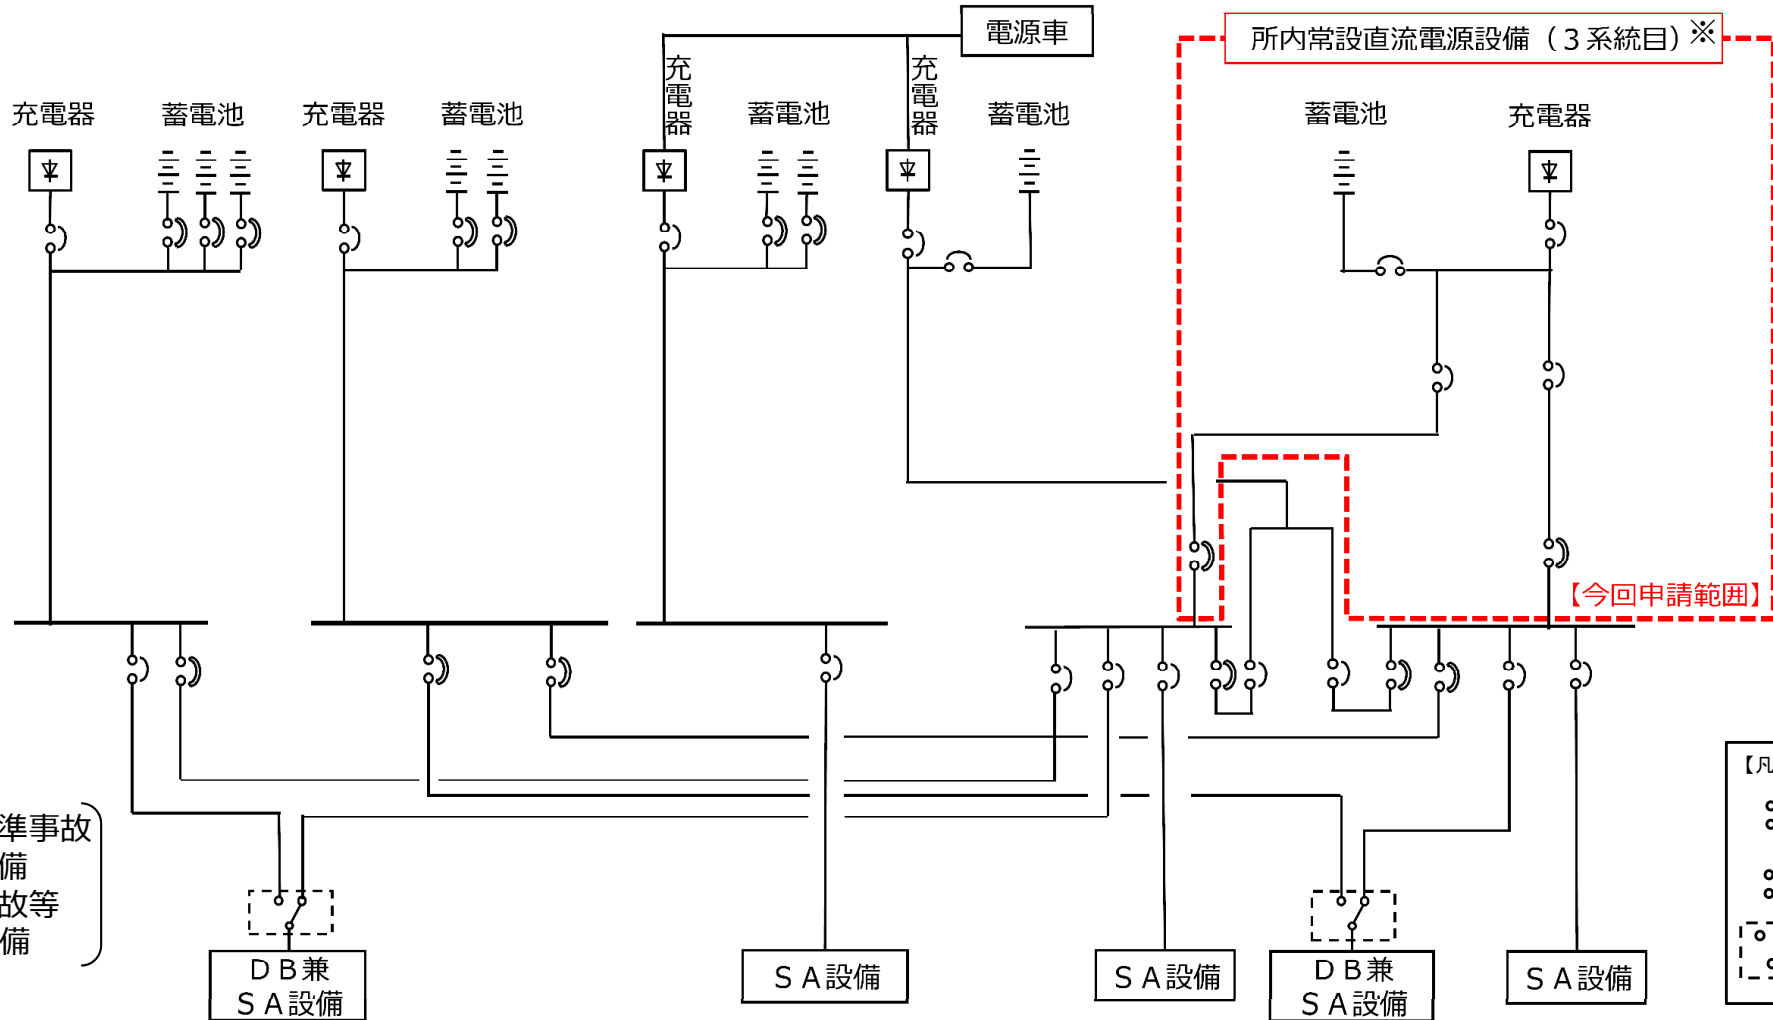 電源車
所内常設直流電源設備（３系統目）※
充電器
充電器
充電器
蓄電池
充電器
蓄電池
蓄電池
蓄電池
蓄電池
充電器
【今回申請範囲】
【凡
準事故
備
故等
備
ＤＢ兼
ＳＡ設備
ＳＡ設備
ＳＡ設備
ＤＢ兼
ＳＡ設備
ＳＡ設備